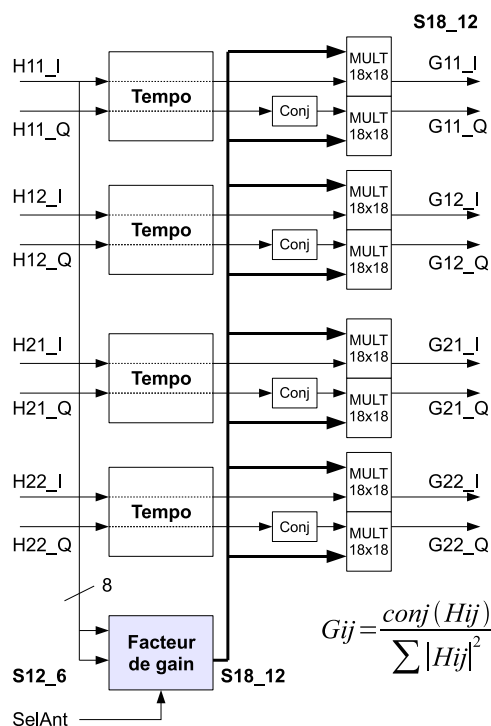 S18_12
H11_I
Tempo
H11_Q
Conj
MULT
18x18
MULT
18x18
G11_I
G11_Q
H12_I
Tempo
H12_Q
Conj
MULT
18x18
MULT
18x18
G12_I
G12_Q
H21_I
Tempo
H21_Q
Conj
MULT
18x18
MULT
18x18
G21_I
G21_Q
H22_I
Tempo
H22_Q
Conj
MULT
18x18
MULT
18x18
G22_I
G22_Q
8
Facteur
de gain
S12_6
S18_12
SelAnt
Gij = conj(Hij) / ∑|Hij|²